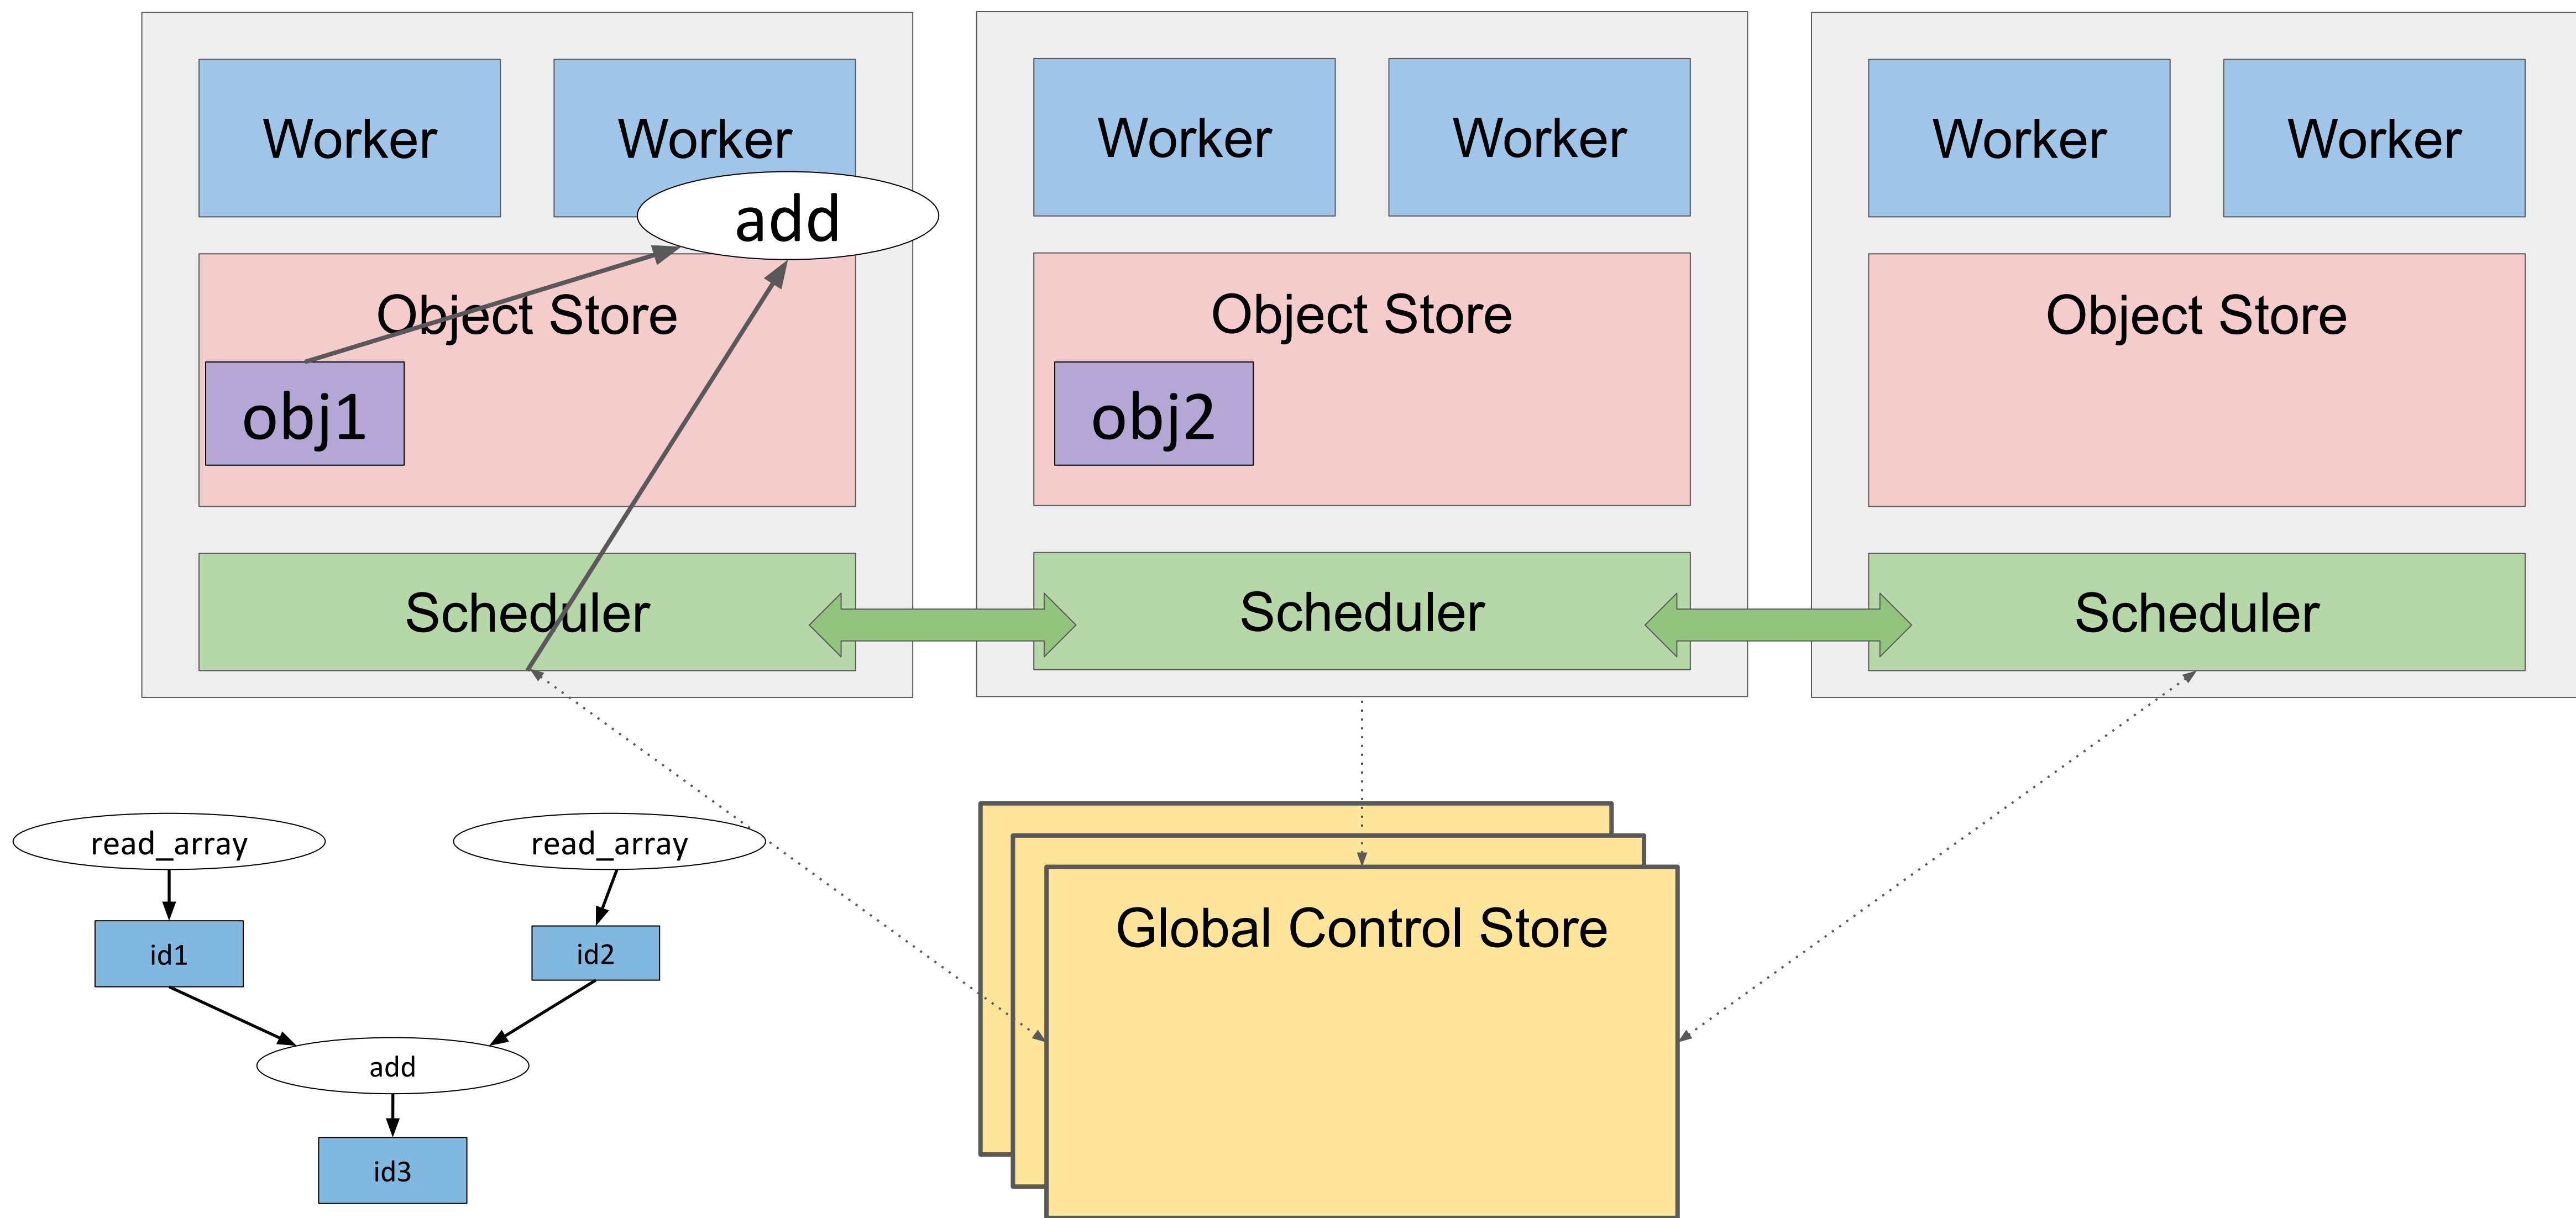 Worker
Worker
Worker
Worker
Worker
Worker
add
Object Store
Object Store
Object Store
obj1
obj2
Scheduler
Scheduler
Scheduler
read_array
read_array
id1
id2
add
id3
Global Control Store